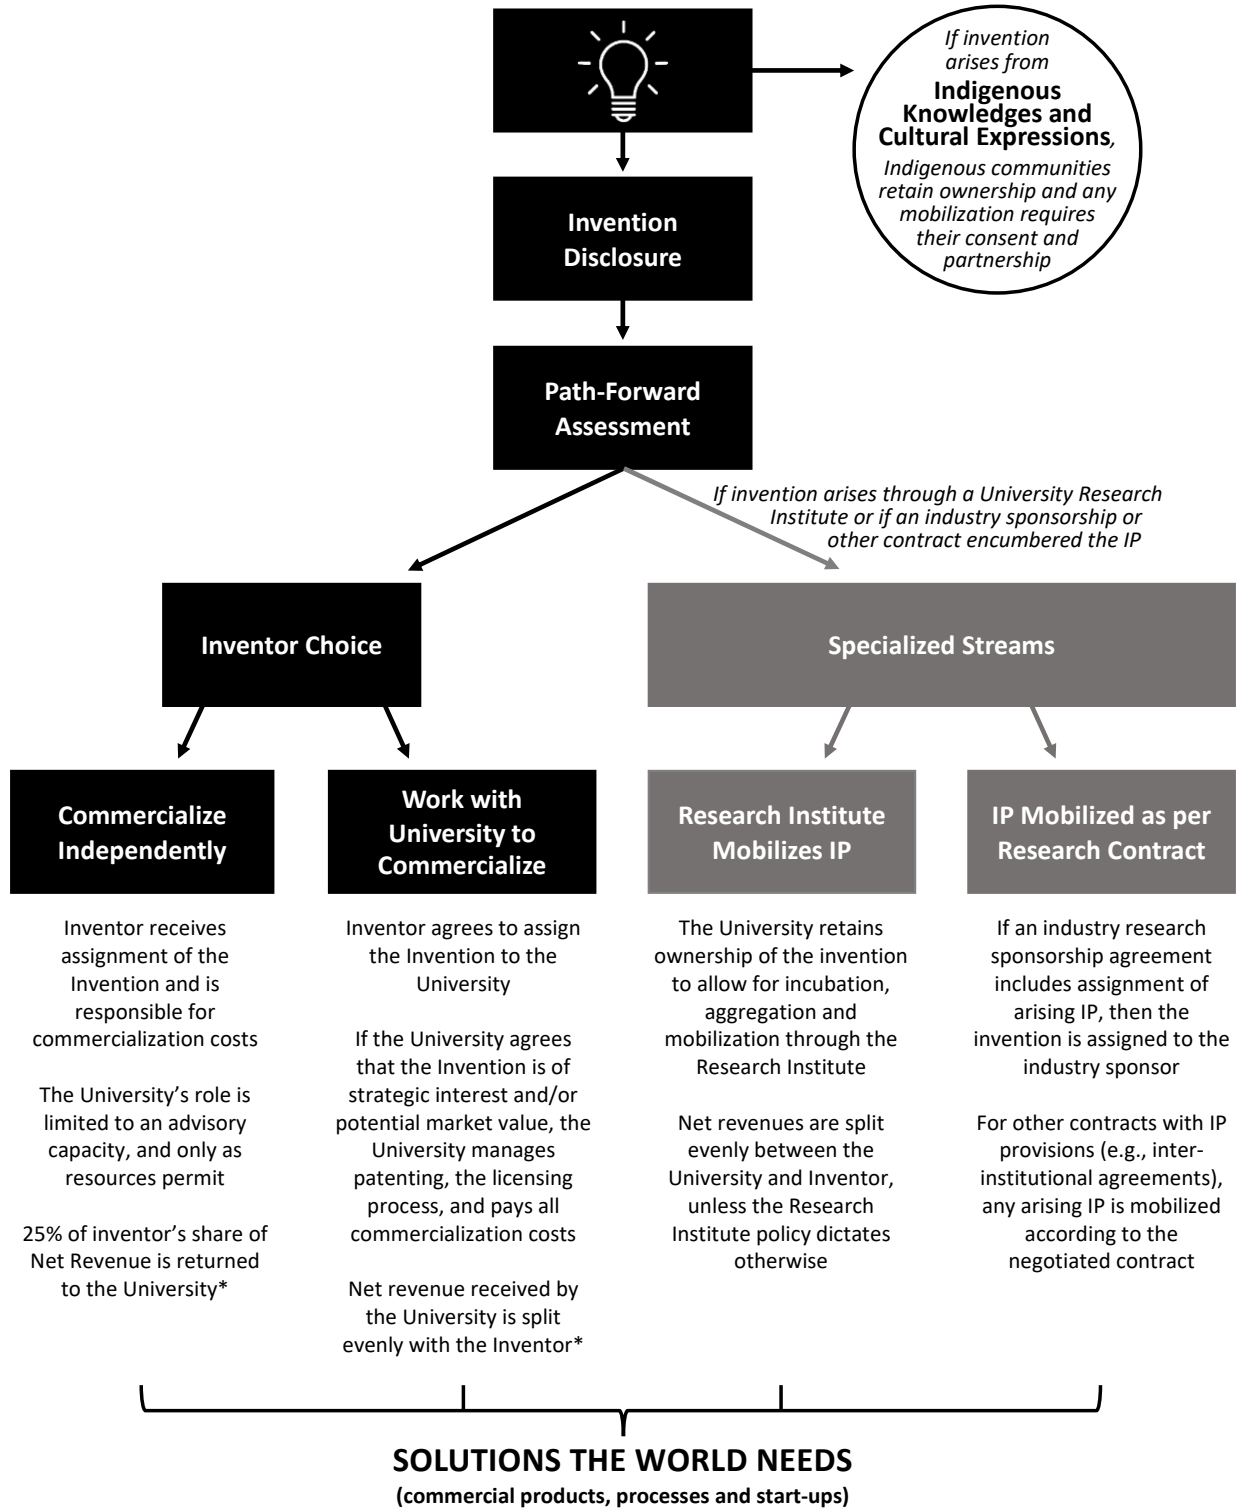 If invention
arises from
Indigenous
Knowledges and
Cultural Expressions,
Indigenous communities
retain ownership and any
mobilization requires
their consent and
partnership
Invention
Disclosure
Path-Forward
Assessment
If invention arises through a University Research
Institute or if an industry sponsorship or
other contract encumbered the IP
Inventor Choice
Specialized Streams
Commercialize
Independently
Inventor receives
assignment of the
Invention and is
responsible for
commercialization costs
The University’s role is
limited to an advisory
capacity, and only as
resources permit
25% of inventor’s share of
Net Revenue is returned
to the University*
Work with
University to
Commercialize
Inventor agrees to assign
the Invention to the
University
If the University agrees
that the Invention is of
strategic interest and/or
potential market value, the
University manages
patenting, the licensing
process, and pays all
commercialization costs
Net revenue received by
the University is split
evenly with the Inventor*
Research Institute
Mobilizes IP
The University retains
ownership of the invention
to allow for incubation,
aggregation and
mobilization through the
Research Institute
Net revenues are split
evenly between the
University and Inventor,
unless the Research
Institute policy dictates
otherwise
IP Mobilized as per
Research Contract
If an industry research
sponsorship agreement
includes assignment of
arising IP, then the
invention is assigned to the
industry sponsor
For other contracts with IP
provisions (e.g., inter-
institutional agreements),
any arising IP is mobilized
according to the
negotiated contract
SOLUTIONS THE WORLD NEEDS
(commercial products, processes and start-ups)